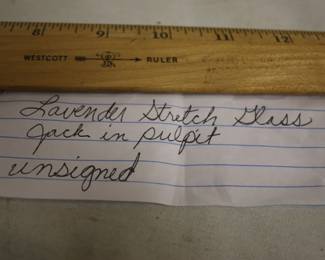 8 9 10 11 12
WESTCOTT RULER
Lavender Stretch Glass
Jack in pulpit
unsigned